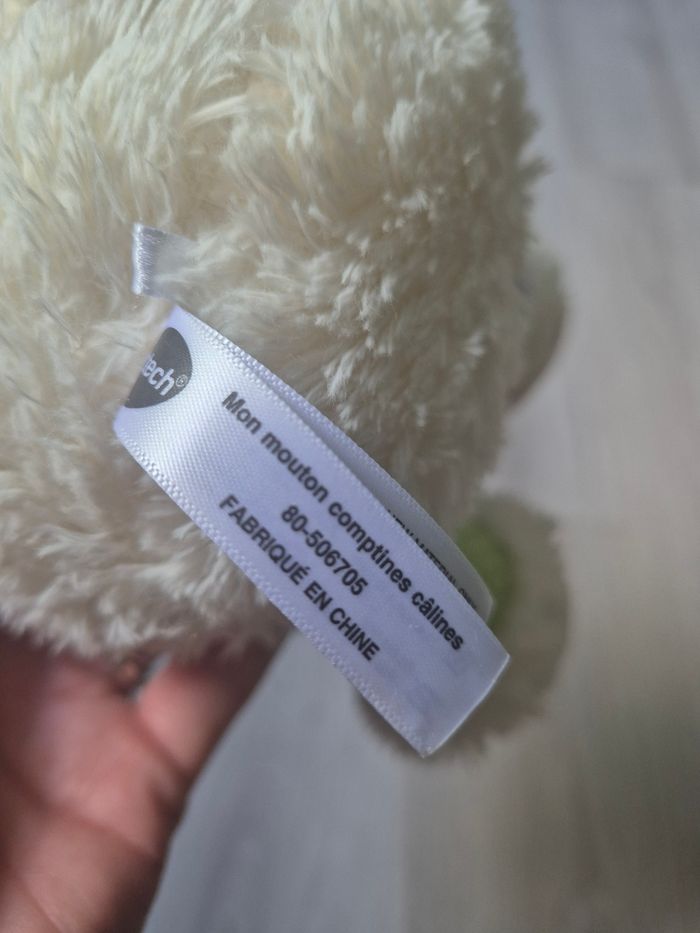 tech®
Mon mouton comptines câlines
80-506705
FABRIQUÉ EN CHINE